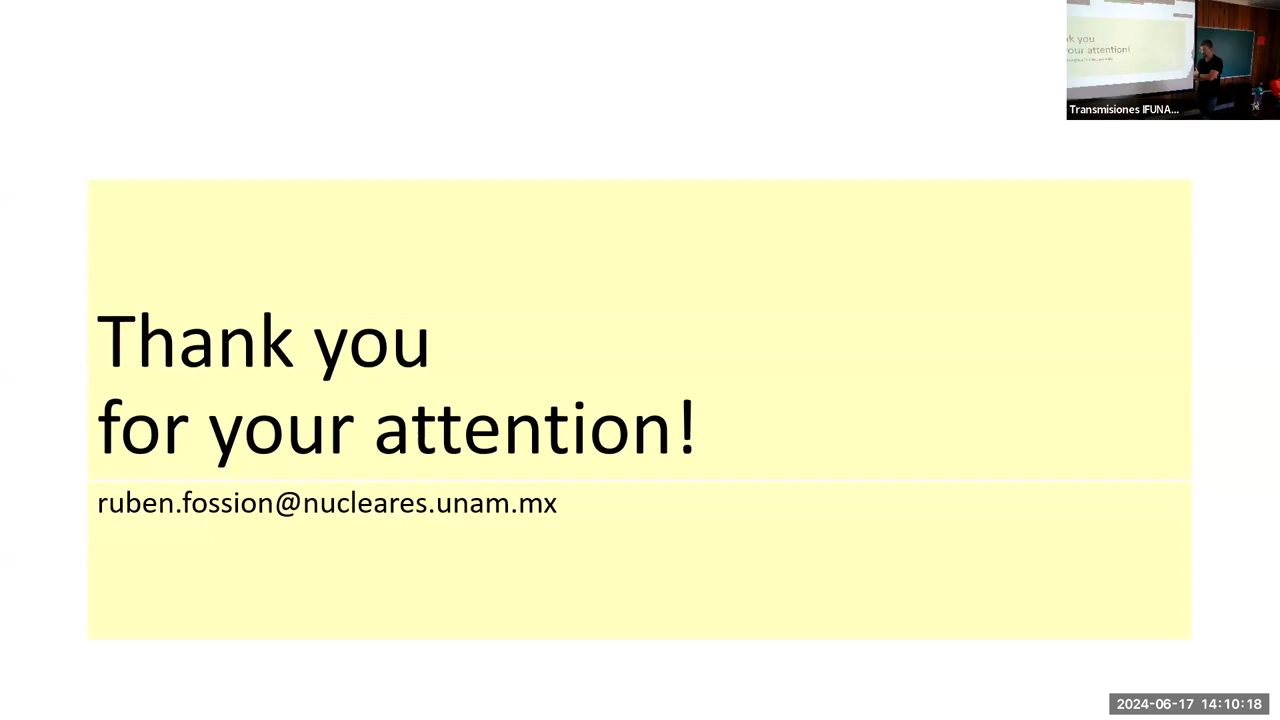 Thank you
for your attention!
ruben.fossion@nucleares.unam.mx
Transmisiones IFUNA...
2024-06-17 14:10:18